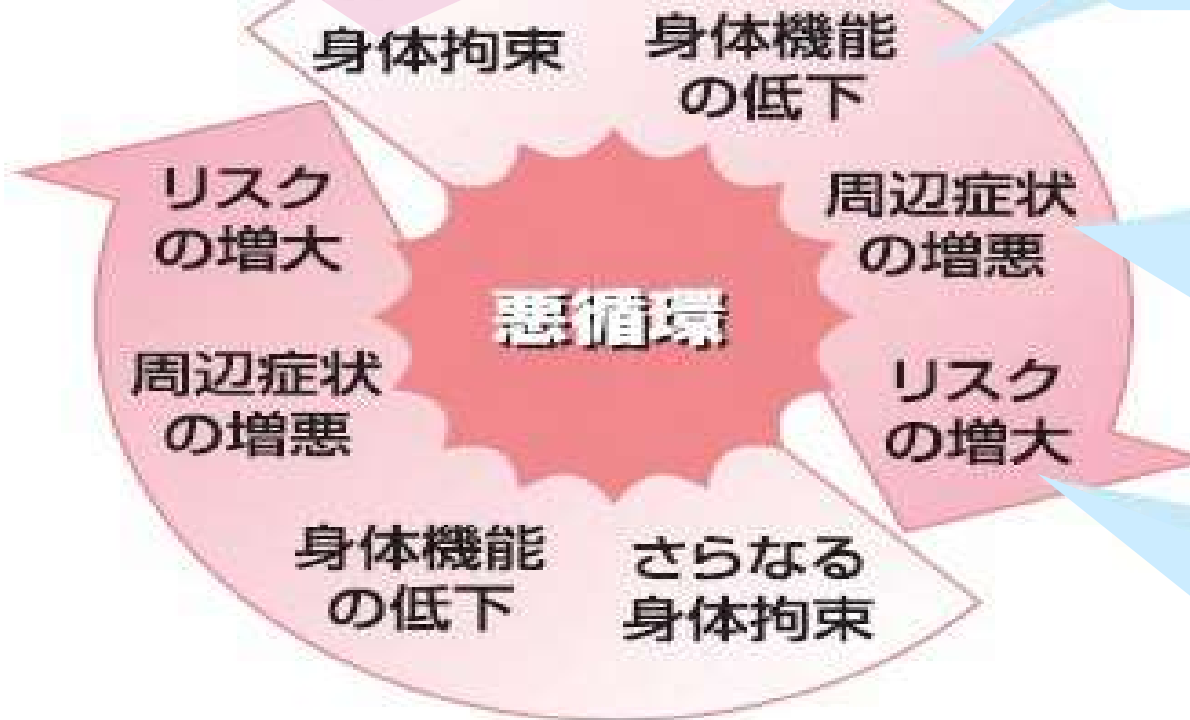 身体拘束
身体機能
の低下
周辺症状
の増悪
リスク
の増大
さらなる
身体拘束
身体機能
の低下
周辺症状
の増悪
リスク
の増大
悪循環